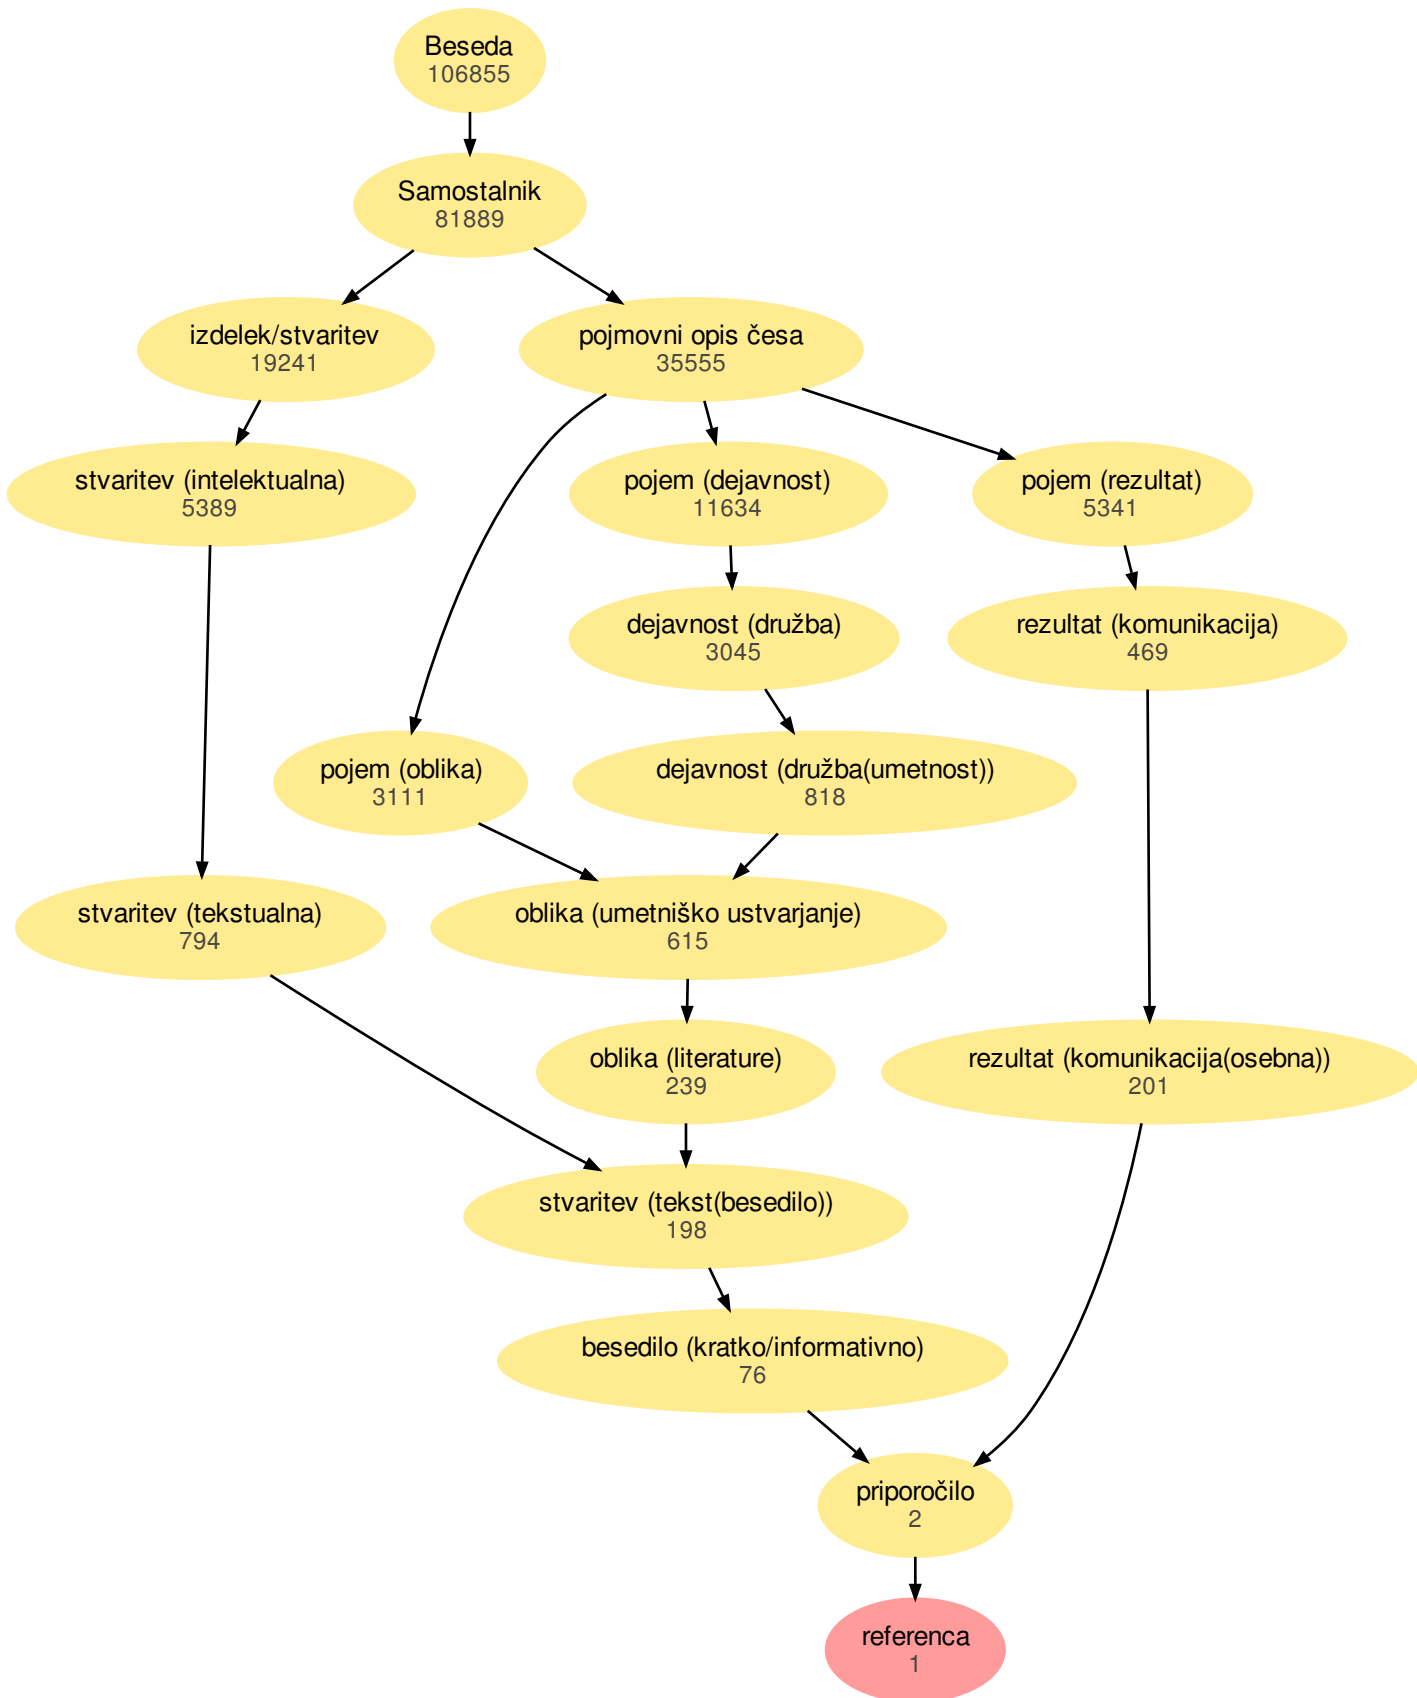 Beseda
106855
Samostalnik
81889
izdelek/stvaritev
19241
pojmovni opis česa
35555
stvaritev (intelektualna)
5389
pojem (dejavnost)
11634
pojem (rezultat)
5341
dejavnost (družba)
3045
rezultat (komunikacija)
469
pojem (oblika)
3111
dejavnost (družba(umetnost))
818
stvaritev (tekstualna)
794
oblika (umetniško ustvarjanje)
615
oblika (literature)
239
rezultat (komunikacija(osebna))
201
stvaritev (tekst(besedilo))
198
besedilo (kratko/informativno)
76
priporočilo
2
referenca
1